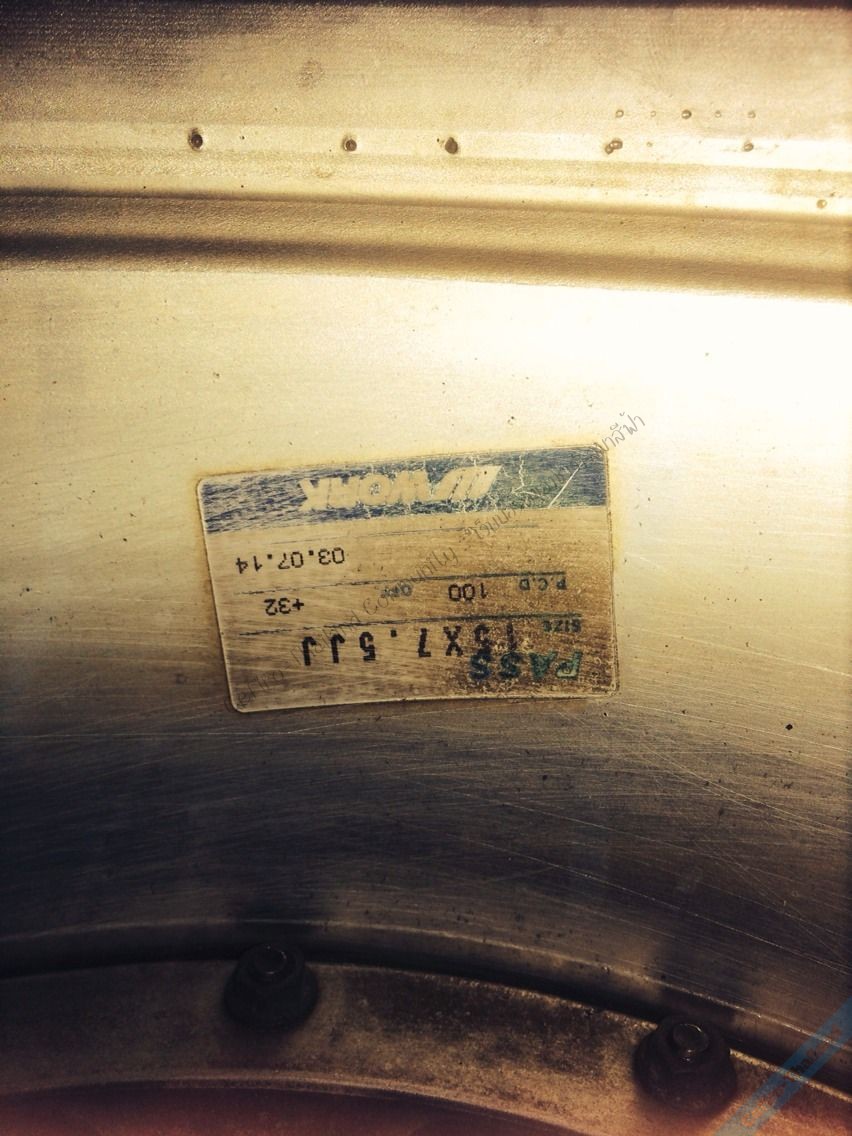 WORK
03.07.14
P.C.D 100 OFF +32
SIZE 15X7.5JJ
PASS